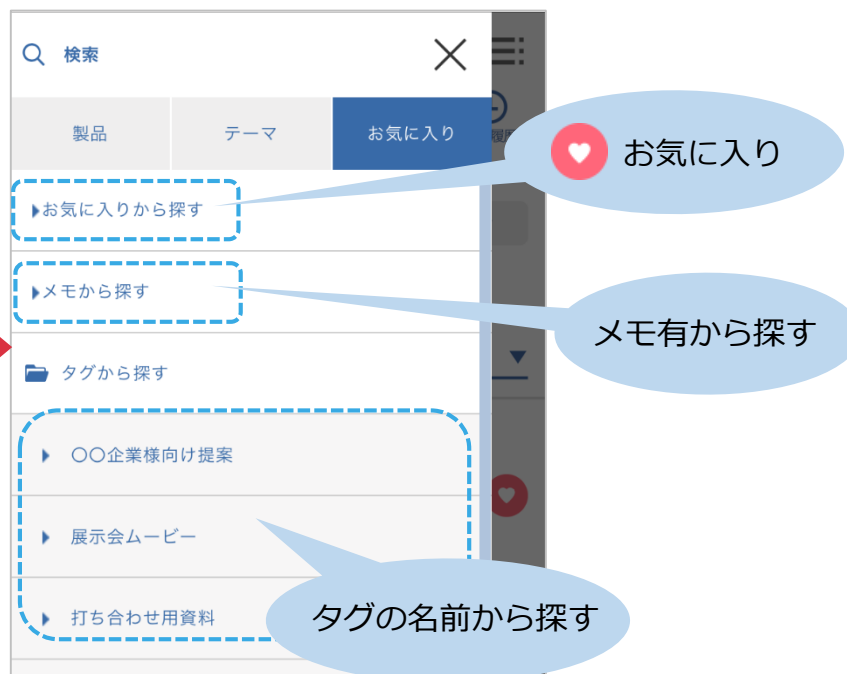 検索
製品 テーマ お気に入り
お気に入り
▶お気に入りから探す
▶メモから探す
メモ有から探す
タグから探す
▶ 〇〇企業様向け提案
▶ 展示会ムービー
▶ 打ち合わせ用資料
タグの名前から探す